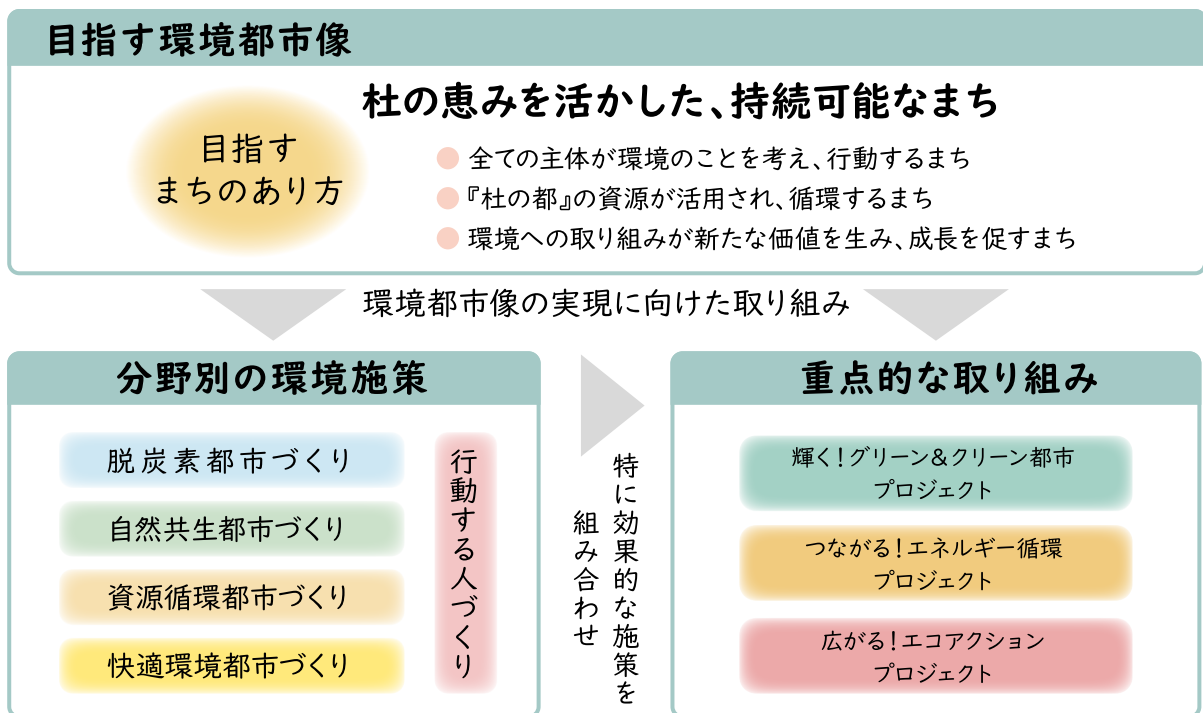 目指す環境都市像
目指す
まちのあり方
杜の恵みを活かした、持続可能なまち
全ての主体が環境のことを考え、行動するまち
『杜の都』の資源が活用され、循環するまち
環境への取り組みが新たな価値を生み、成長を促すまち
環境都市像の実現に向けた取り組み
分野別の環境施策
脱炭素都市づくり
自然共生都市づくり
資源循環都市づくり
快適環境都市づくり
行動する人づくり
特に効果的な施策を
組み合わせ
重点的な取り組み
輝く！グリーン&クリーン都市
プロジェクト
つながる！エネルギー循環
プロジェクト
広がる！エコアクション
プロジェクト